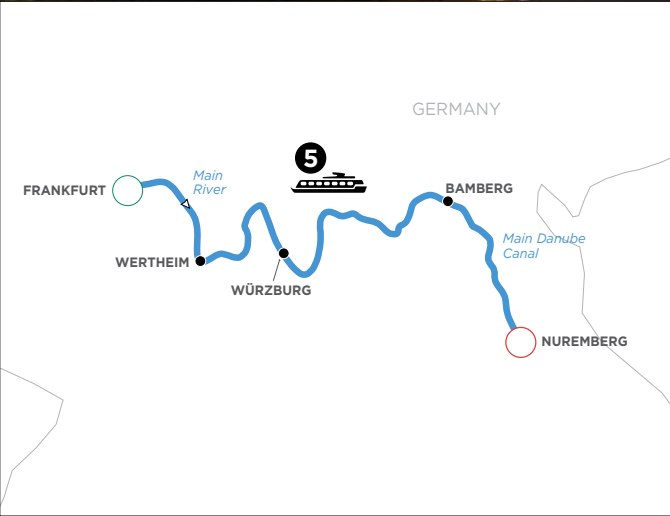 GERMANY
5
Main
River
FRANKFURT
BAMBERG
Main Danube
Canal
WERTHEIM
WÜRZBURG
NUREMBERG